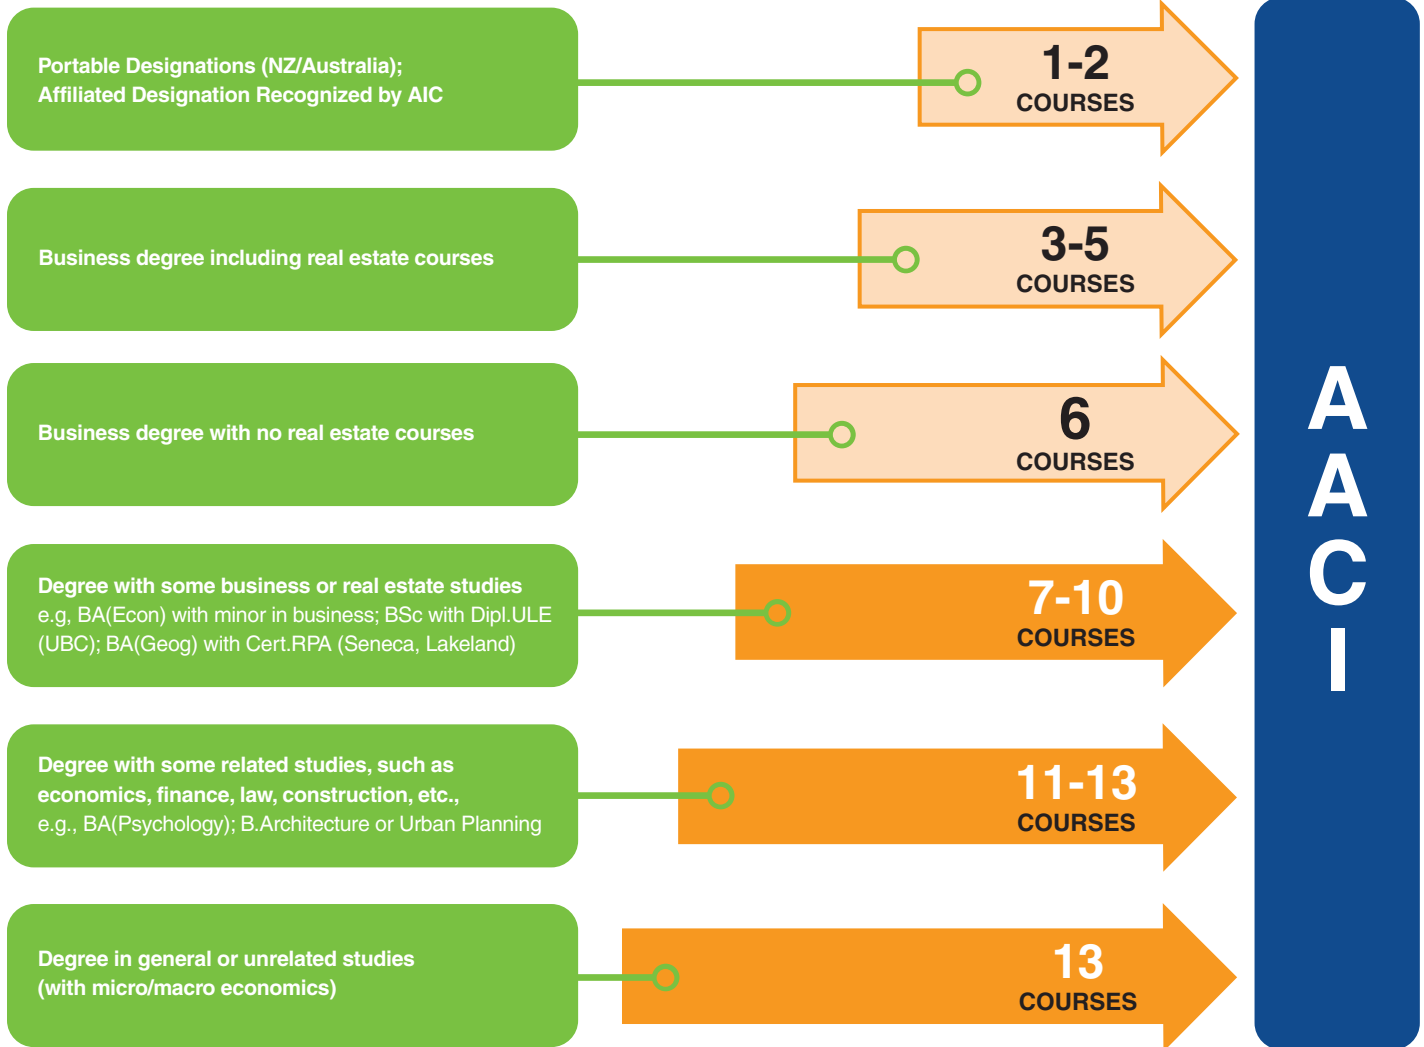 Portable Designations (NZ/Australia);
Affiliated Designation Recognized by AIC
1-2
COURSES
Business degree including real estate courses
3-5
COURSES
Business degree with no real estate courses
6
COURSES
Degree with some business or real estate studies
e.g, BA(Econ) with minor in business; BSc with Dipl.ULE
(UBC); BA(Geog) with Cert.RPA (Seneca, Lakeland)
7-10
COURSES
Degree with some related studies, such as
economics, finance, law, construction, etc.,
e.g., BA(Psychology); B.Architecture or Urban Planning
11-13
COURSES
Degree in general or unrelated studies
(with micro/macro economics)
13
COURSES
A
A
C
I